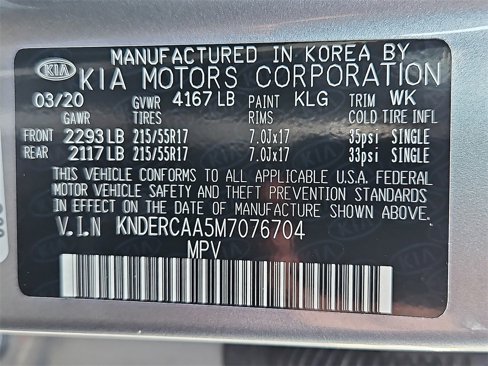 MANUFACTURED IN KOREA BY
KIA KIA MOTORS CORPORATION
03/20 GVWR 4167 LB PAINT KLG TRIM WK
GAWR TIRES RIMS COLD TIRE INFL
FRONT 2293 LB 215/55R17 7.0Jx17 35psi SINGLE
REAR 2117 LB 215/55R17 7.0Jx17 33psi SINGLE
THIS VEHICLE CONFORMS TO ALL APPLICABLE U.S.A. FEDERAL
MOTOR VEHICLE SAFETY AND THEFT PREVENTION STANDARDS
IN EFFECT ON THE DATE OF MANUFACTURE SHOWN ABOVE.
V.I.N KNDERCAA5M7076704
MPV